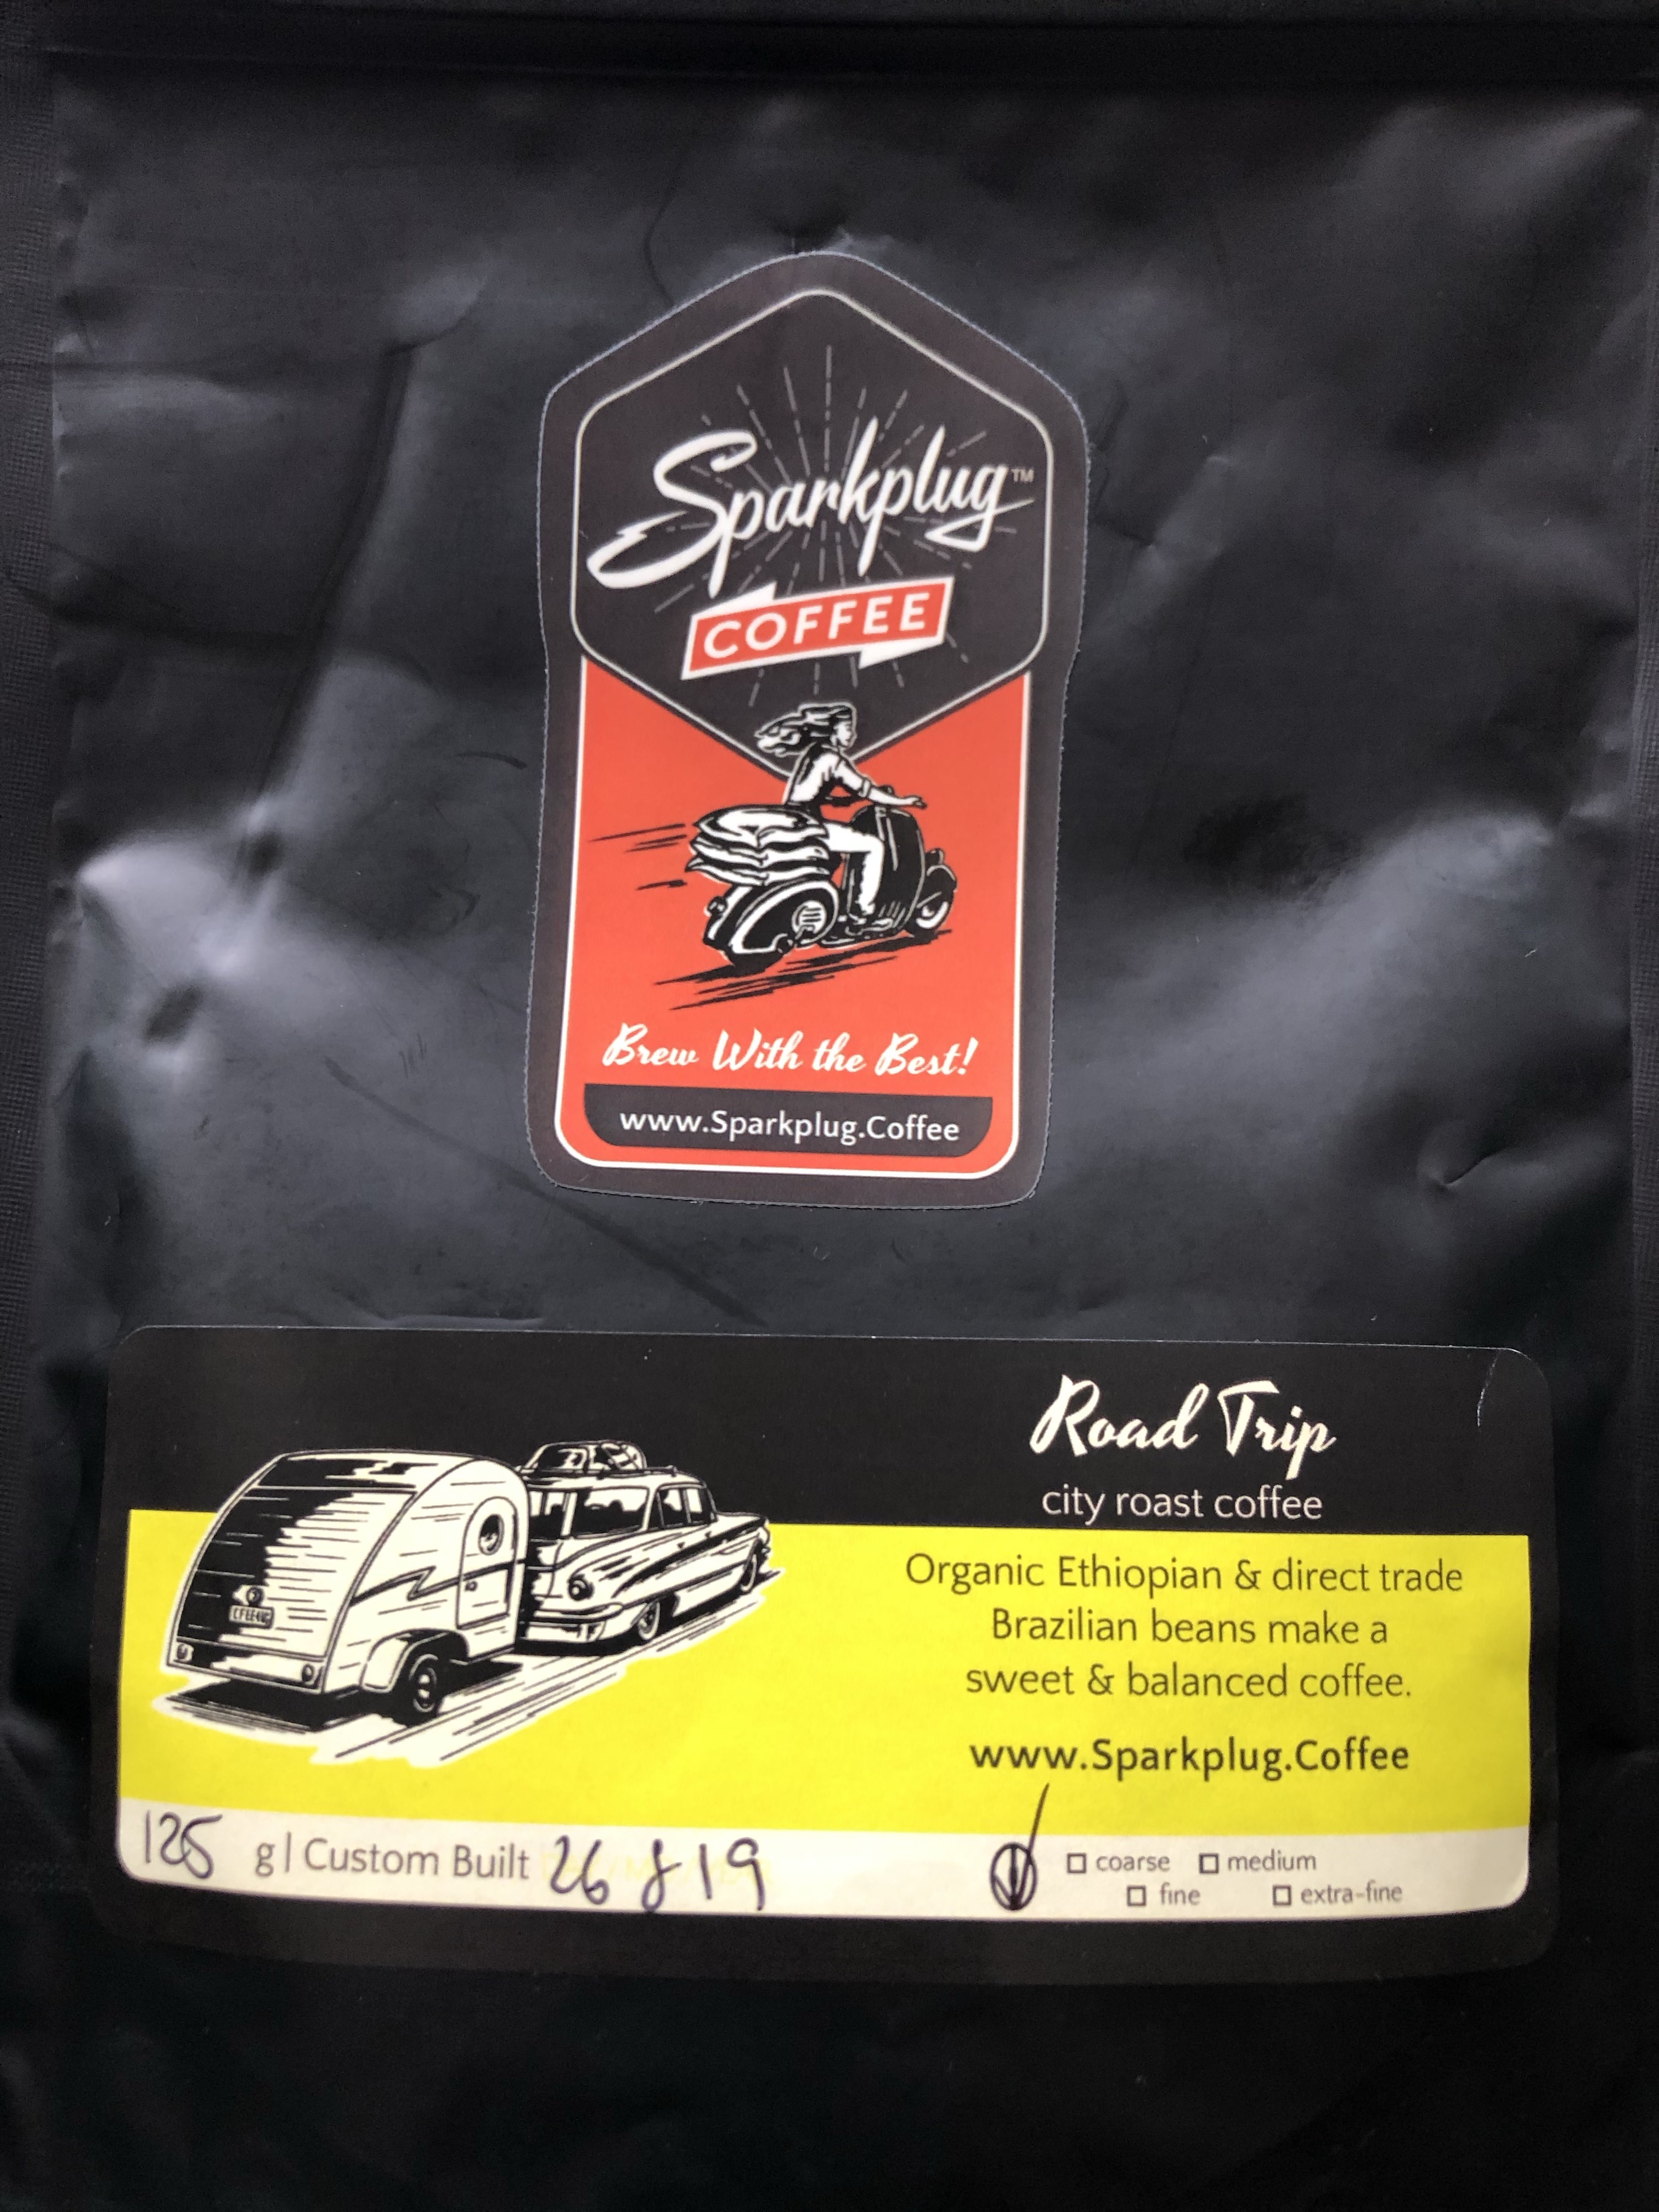 Sparkplug™
COFFEE
Brew With the Best!
www.Sparkplug.Coffee
Road Trip
city roast coffee
Organic Ethiopian & direct trade
Brazilian beans make a
sweet & balanced coffee.
www.Sparkplug.Coffee
125 g | Custom Built 26 J 19
coarse medium
fine extra-fine